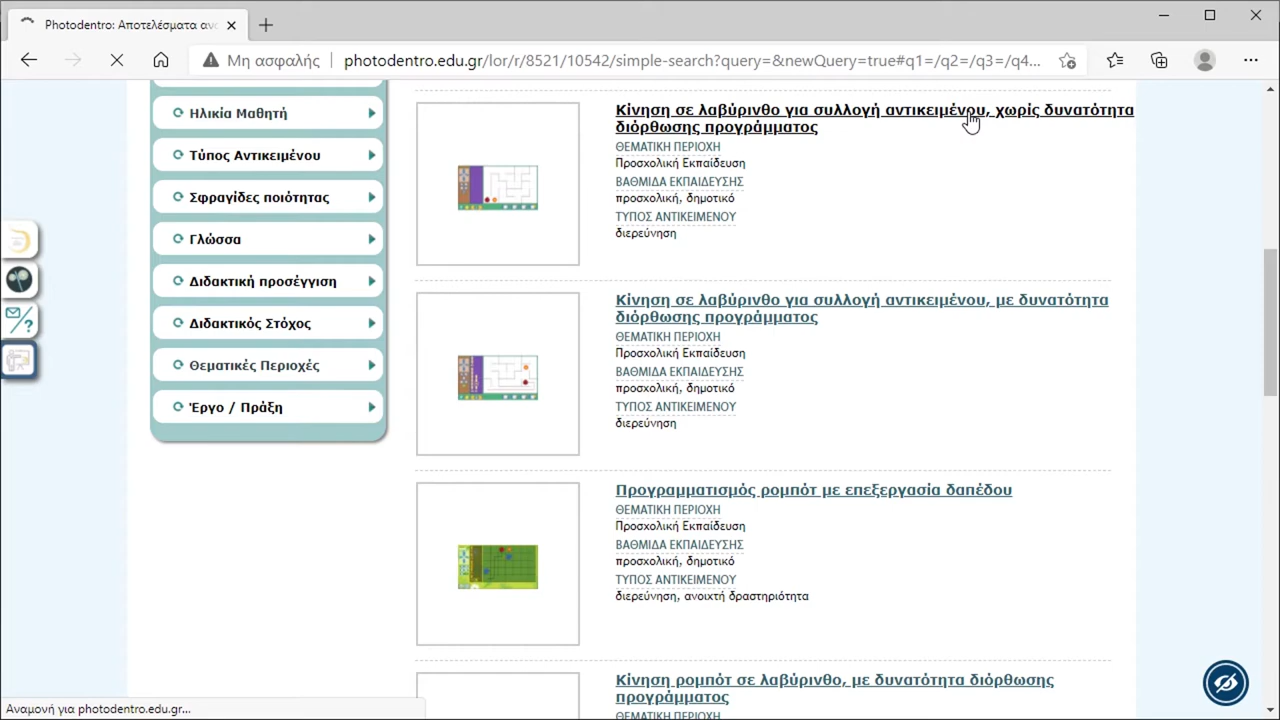 Photodentro: Αποτελέσματα ανα
Μη ασφαλής
photodentro.edu.gr/lor/r/8521/10542/simple-search?query=&newQuery=true#q1=/q2=/q3=/q4...
Ηλικία Μαθητή
Τύπος Αντικειμένου
Σφραγίδες ποιότητας
Γλώσσα
Διδακτική προσέγγιση
Διδακτικός Στόχος
Θεματικές Περιοχές
Έργο / Πράξη
Κίνηση σε λαβύρινθο για συλλογή αντικειμένου, χωρίς δυνατότητα
διόρθωσης προγράμματος
ΘΕΜΑΤΙΚΗ ΠΕΡΙΟΧΗ
Προσχολική Εκπαίδευση
ΒΑΘΜΙΔΑ ΕΚΠΑΙΔΕΥΣΗΣ
προσχολική, δημοτικό
ΤΥΠΟΣ ΑΝΤΙΚΕΙΜΕΝΟΥ
διερεύνηση
Κίνηση σε λαβύρινθο για συλλογή αντικειμένου, με δυνατότητα
διόρθωσης προγράμματος
ΘΕΜΑΤΙΚΗ ΠΕΡΙΟΧΗ
Προσχολική Εκπαίδευση
ΒΑΘΜΙΔΑ ΕΚΠΑΙΔΕΥΣΗΣ
προσχολική, δημοτικό
ΤΥΠΟΣ ΑΝΤΙΚΕΙΜΕΝΟΥ
διερεύνηση
Προγραμματισμός ρομπότ με επεξεργασία δαπέδου
ΘΕΜΑΤΙΚΗ ΠΕΡΙΟΧΗ
Προσχολική Εκπαίδευση
ΒΑΘΜΙΔΑ ΕΚΠΑΙΔΕΥΣΗΣ
προσχολική, δημοτικό
ΤΥΠΟΣ ΑΝΤΙΚΕΙΜΕΝΟΥ
διερεύνηση, ανοιχτή δραστηριότητα
Κίνηση ρομπότ σε λαβύρινθο, με δυνατότητα διόρθωσης
προγράμματος
ΘΕΜΑΤΙΚΗ ΠΕΡΙΟΧΗ
Αναμονή για photodentro.edu.gr...